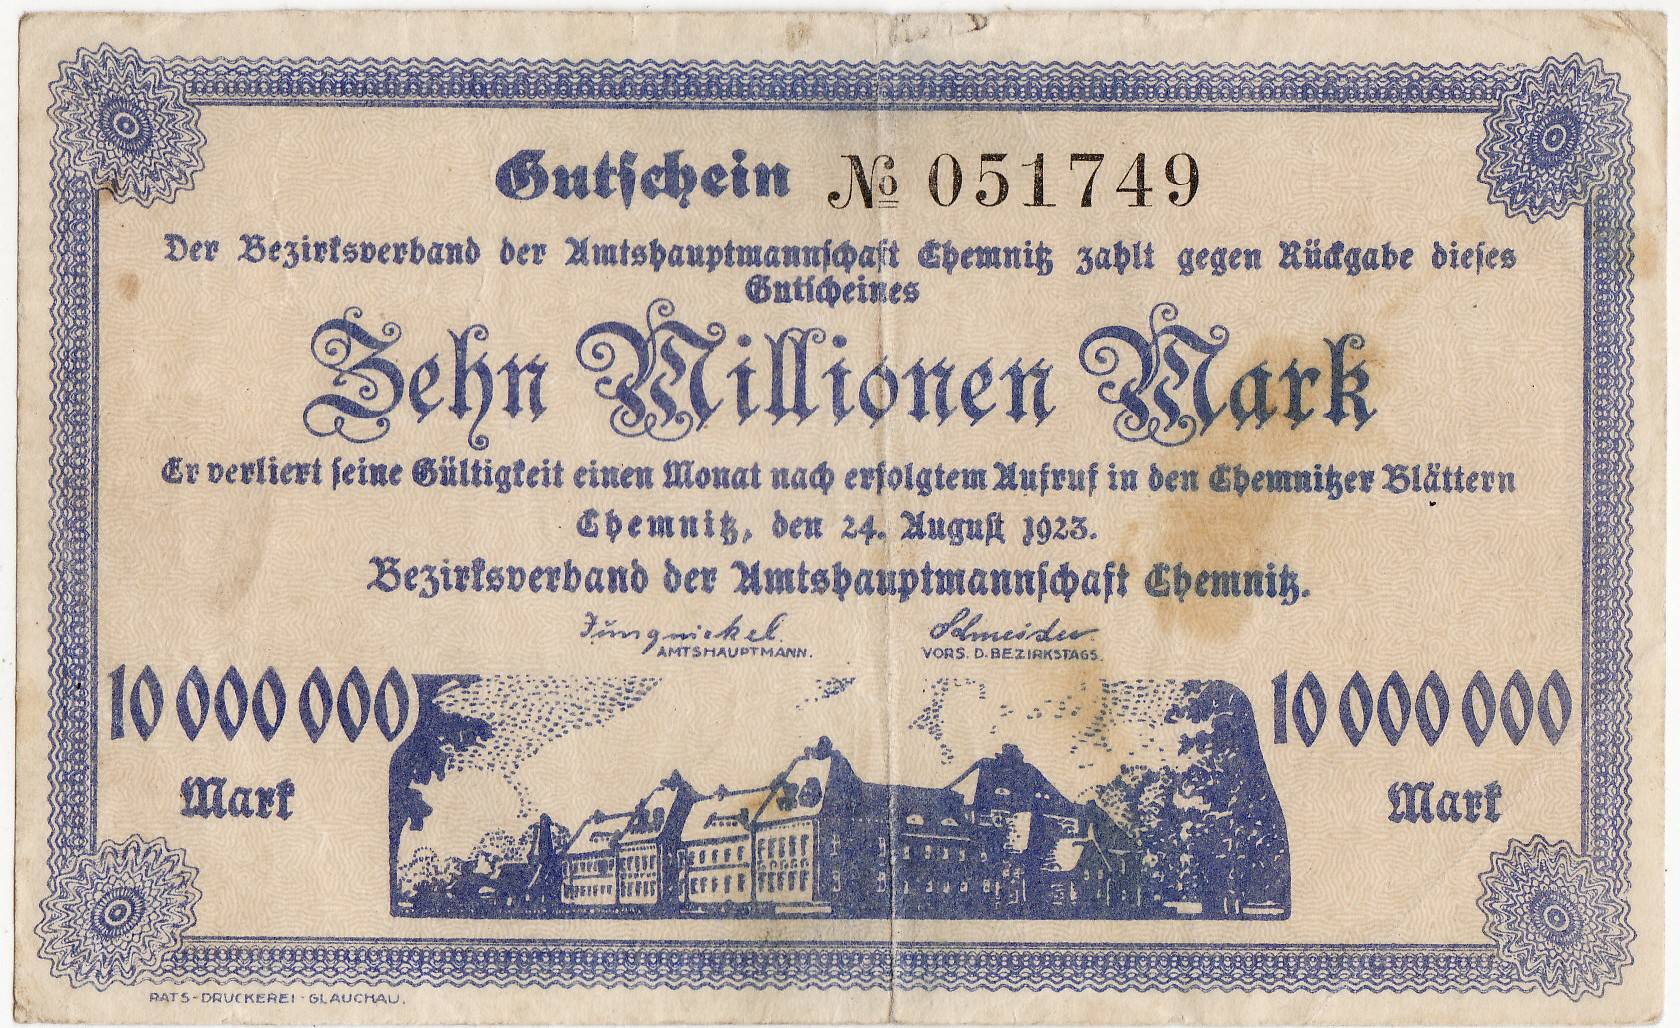 Gutschein № 051749
Der Bezirksverband der Amtshauptmannschaft Chemnitz zahlt gegen Rückgabe dieses
Gutscheines
Zehn Millionen Mark
Er verliert seine Gültigkeit einen Monat nach erfolgtem Aufruf in den Chemnitzer Blättern
Chemnitz, den 24. August 1923.
Bezirksverband der Amtshauptmannschaft Chemnitz.
Jungnickel. Schneider.
AMTSHAUPTMANN. VORS. D. BEZIRKSTAGS.
10 000 000 10 000 000
Mark Mark
RATS-DRUCKEREI-GLAUCHAU.